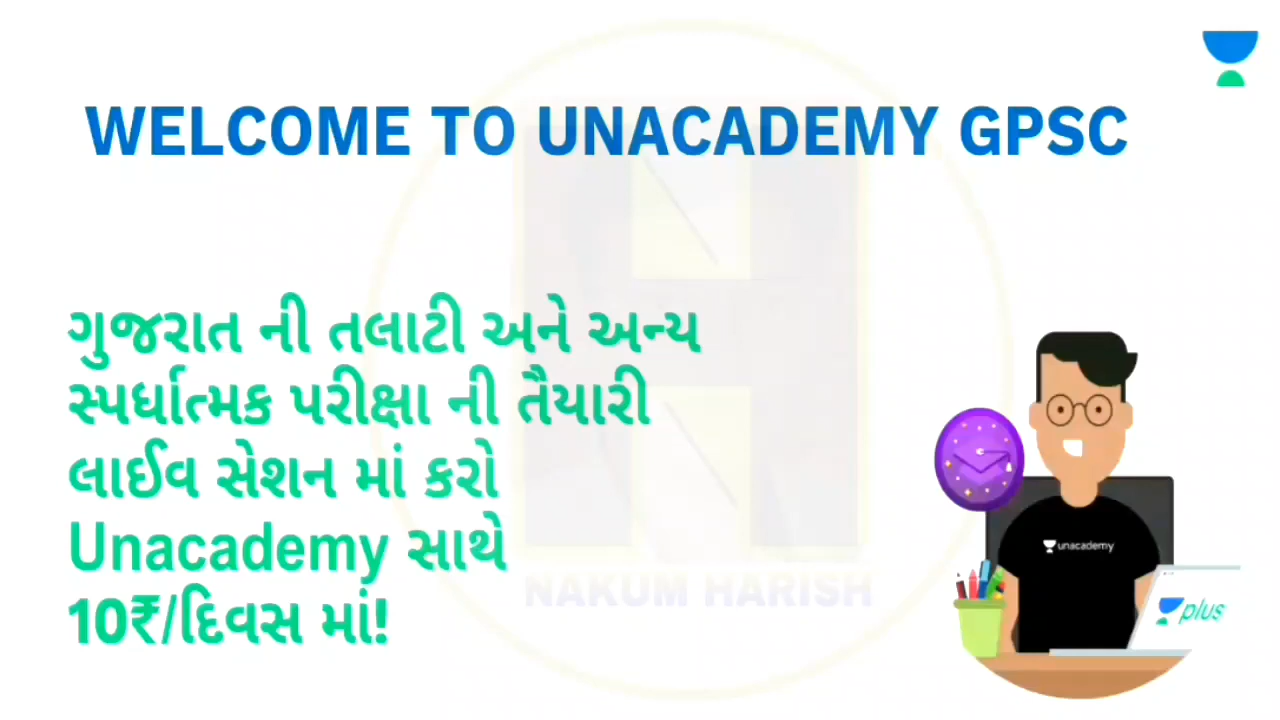 WELCOME TO UNACADEMY GPSC
ગુજરાત ની તલાટી અને અન્ય
સ્પર્ધાત્મક પરીક્ષા ની તૈયારી
લાઈવ સેશન માં કરો
Unacademy સાથે
10₹/દિવસ માં!
unacademy
plus
NAKUM HARISH